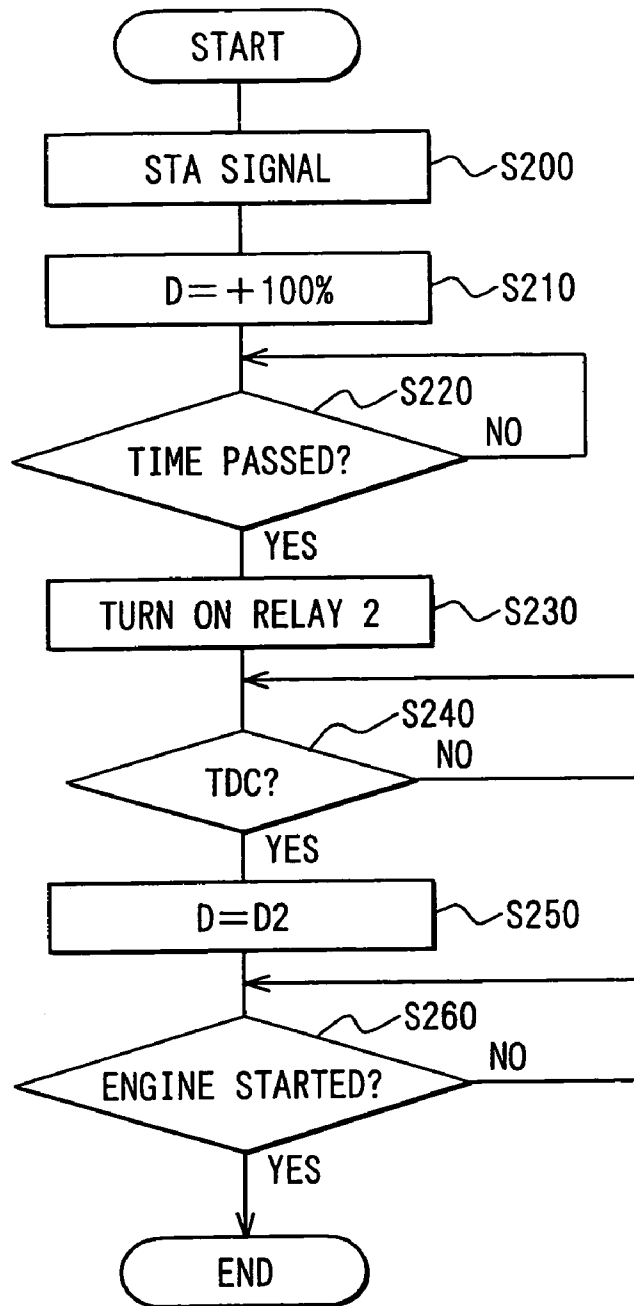 START
STA SIGNAL
S200
D=+100%
S210
S220
TIME PASSED?
NO
YES
TURN ON RELAY 2
S230
S240
TDC?
NO
YES
D=D2
S250
S260
ENGINE STARTED?
NO
YES
END